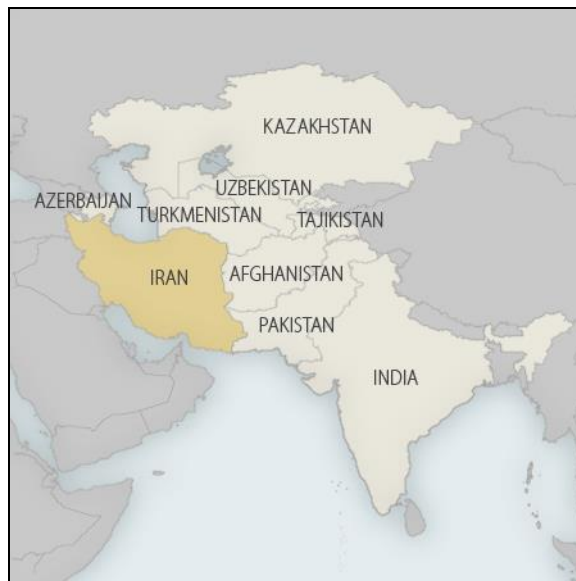 KAZAKHSTAN
UZBEKISTAN
AZERBAIJAN
TURKMENISTAN
TAJIKISTAN
IRAN
AFGHANISTAN
PAKISTAN
INDIA